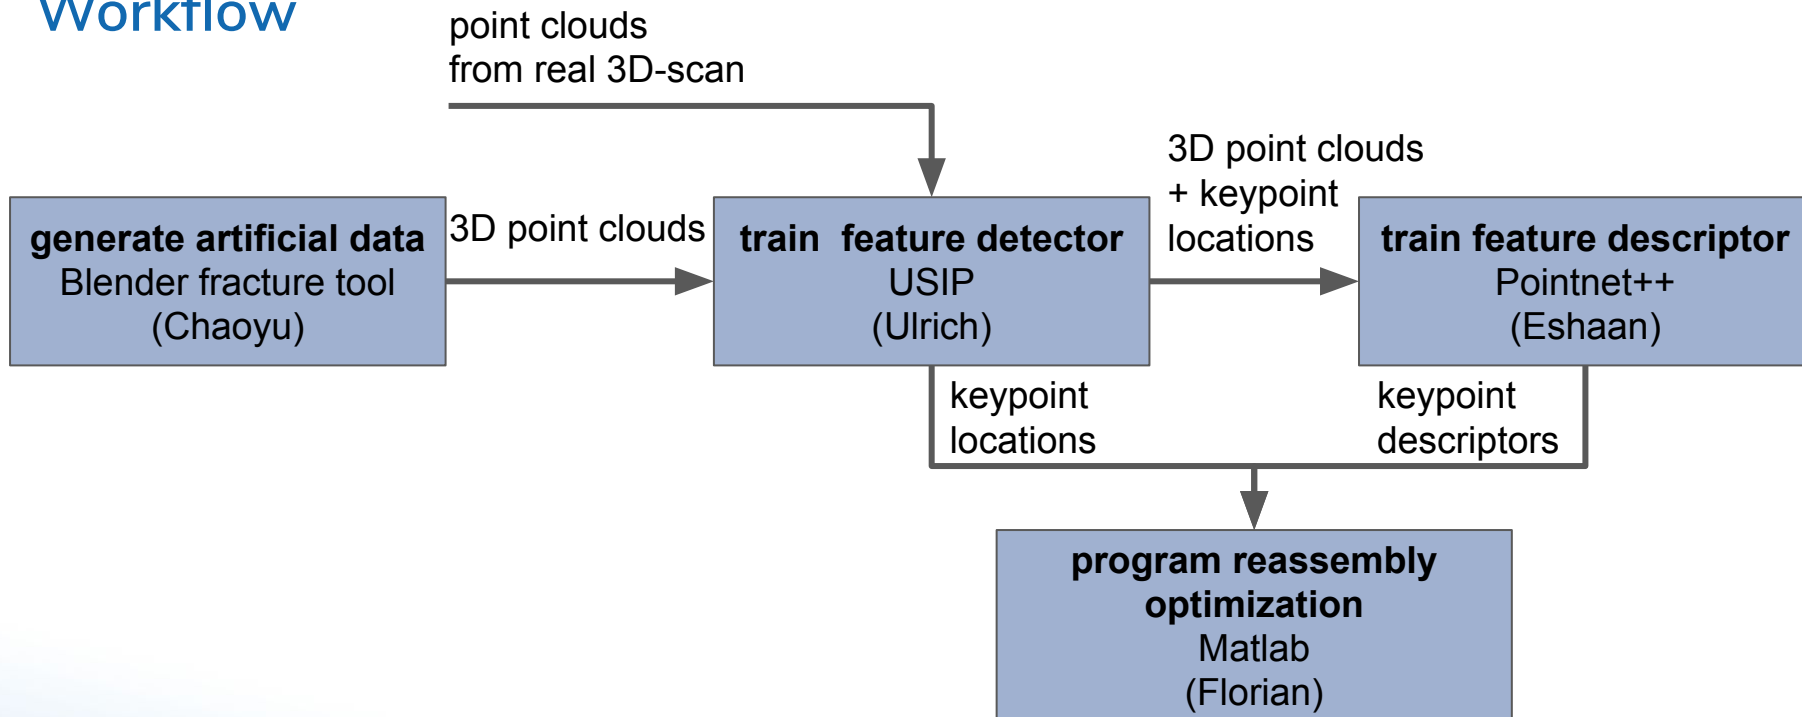 Workflow
point clouds
from real 3D-scan
generate artificial data
Blender fracture tool
(Chaoyu)
3D point clouds
train feature detector
USIP
(Ulrich)
3D point clouds
+ keypoint
locations
train feature descriptor
Pointnet++
(Eshaan)
keypoint
locations
keypoint
descriptors
program reassembly
optimization
Matlab
(Florian)